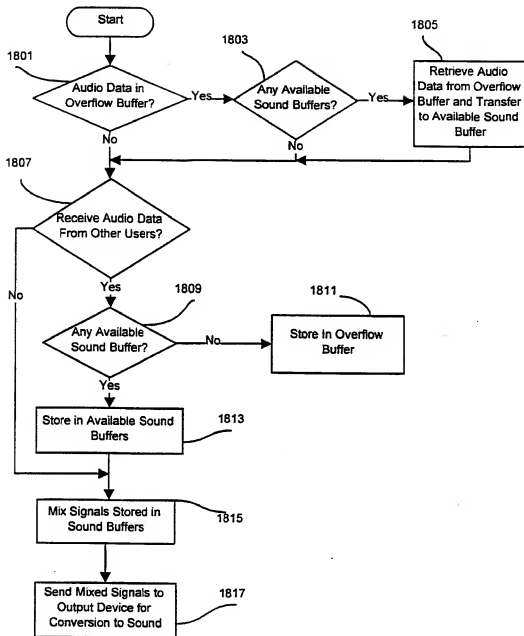 Start
1801
Audio Data in
Overflow Buffer?
Yes
1803
Any Available
Sound Buffers?
Yes
1805
Retrieve Audio
Data from Overflow
Buffer and Transfer
to Available Sound
Buffer
No
No
1807
Receive Audio Data
From Other Users?
No
Yes
1809
Any Available
Sound Buffer?
No
1811
Store In Overflow
Buffer
Yes
Store in Available Sound
Buffers
1813
Mix Signals Stored in
Sound Buffers
1815
Send Mixed Signals to
Output Device for
Conversion to Sound
1817